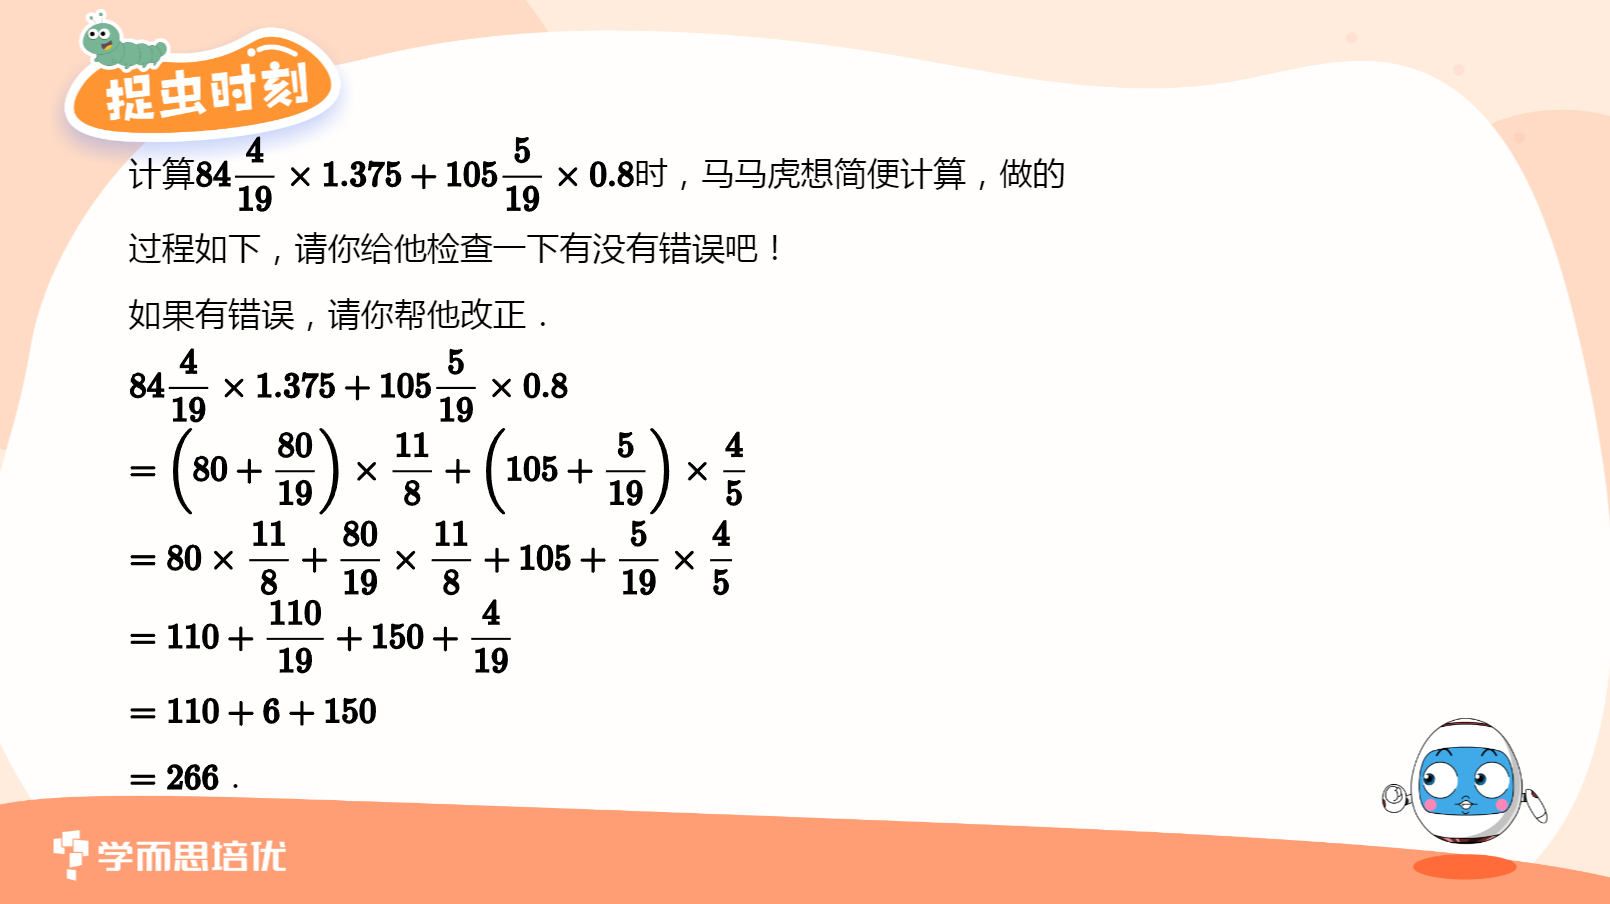 捉虫时刻
计算84 4/19 × 1.375 + 105 5/19 × 0.8时，马马虎想简便计算，做的
过程如下，请你给他检查一下有没有错误吧！
如果有错误，请你帮他改正．
84 4/19 × 1.375 + 105 5/19 × 0.8
= (80 + 80/19) × 11/8 + (105 + 5/19) × 4/5
= 80 × 11/8 + 80/19 × 11/8 + 105 + 5/19 × 4/5
= 110 + 110/19 + 150 + 4/19
= 110 + 6 + 150
= 266．
学而思培优